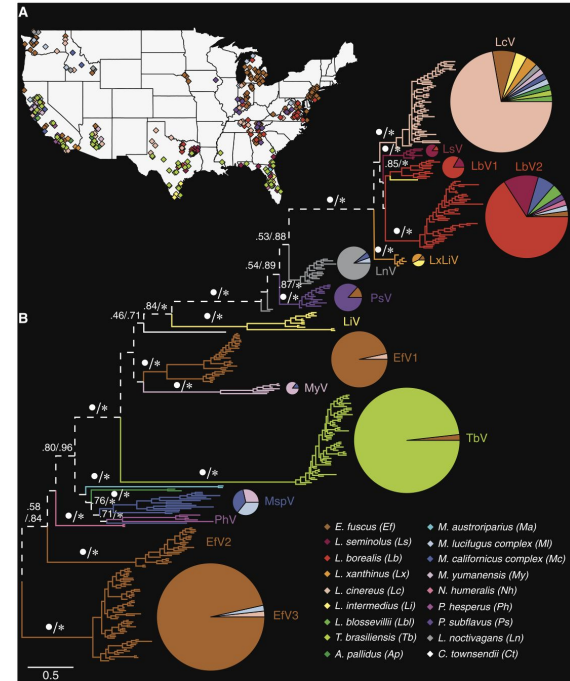 A
LcV
●/*
●/*
LsV
.85/*
LbV1
LbV2
●/*
●/*
.53/.88
●/*
LxLiV
.54/.89
LnV
.87/*
●/*
●/*
PsV
.84/*
●/*
B
.46/.71
LiV
●/*
EfV1
●/*
MyV
●/*
TbV
.80/.96
●/*
●/*
●/*
.76/*
MspV
.58
/.84
.71/*
●/*
PhV
EfV2
●/*
EfV3
●/*
0.5
E. fuscus (Ef)
L. seminolus (Ls)
L. borealis (Lb)
L. xanthinus (Lx)
L. cinereus (Lc)
L. intermedius (Li)
L. blossevillii (Lbl)
T. brasiliensis (Tb)
A. pallidus (Ap)
M. austroriparius (Ma)
M. lucifugus complex (Ml)
M. californicus complex (Mc)
M. yumanensis (My)
N. humeralis (Nh)
P. hesperus (Ph)
P. subflavus (Ps)
L. noctivagans (Ln)
C. townsendii (Ct)